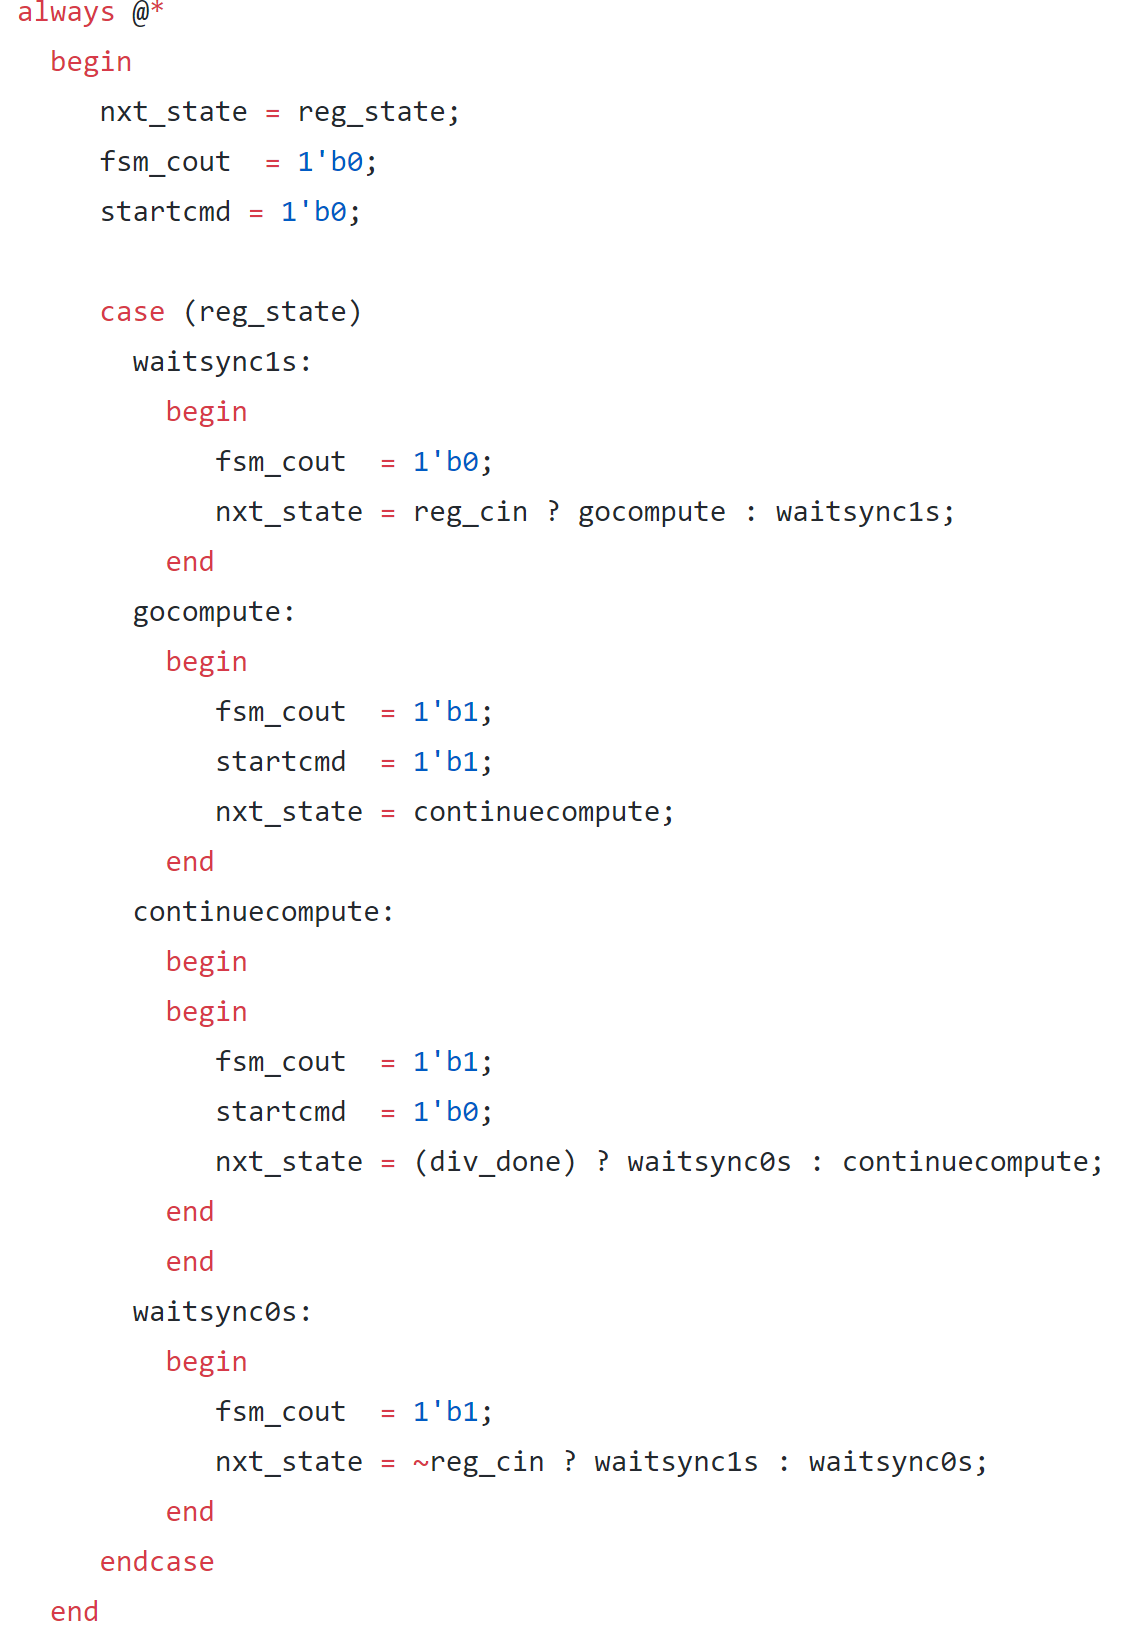 always @*
  begin
     nxt_state = reg_state;
     fsm_cout  = 1'b0;
     startcmd = 1'b0;

     case (reg_state)
       waitsync1s:
         begin
            fsm_cout  = 1'b0;
            nxt_state = reg_cin ? gocompute : waitsync1s;
         end
       gocompute:
         begin
            fsm_cout  = 1'b1;
            startcmd  = 1'b1;
            nxt_state = continuecompute;
         end
       continuecompute:
         begin
         begin
            fsm_cout  = 1'b1;
            startcmd  = 1'b0;
            nxt_state = (div_done) ? waitsync0s : continuecompute;
         end
         end
       waitsync0s:
         begin
            fsm_cout  = 1'b1;
            nxt_state = ~reg_cin ? waitsync1s : waitsync0s;
         end
     endcase
  end